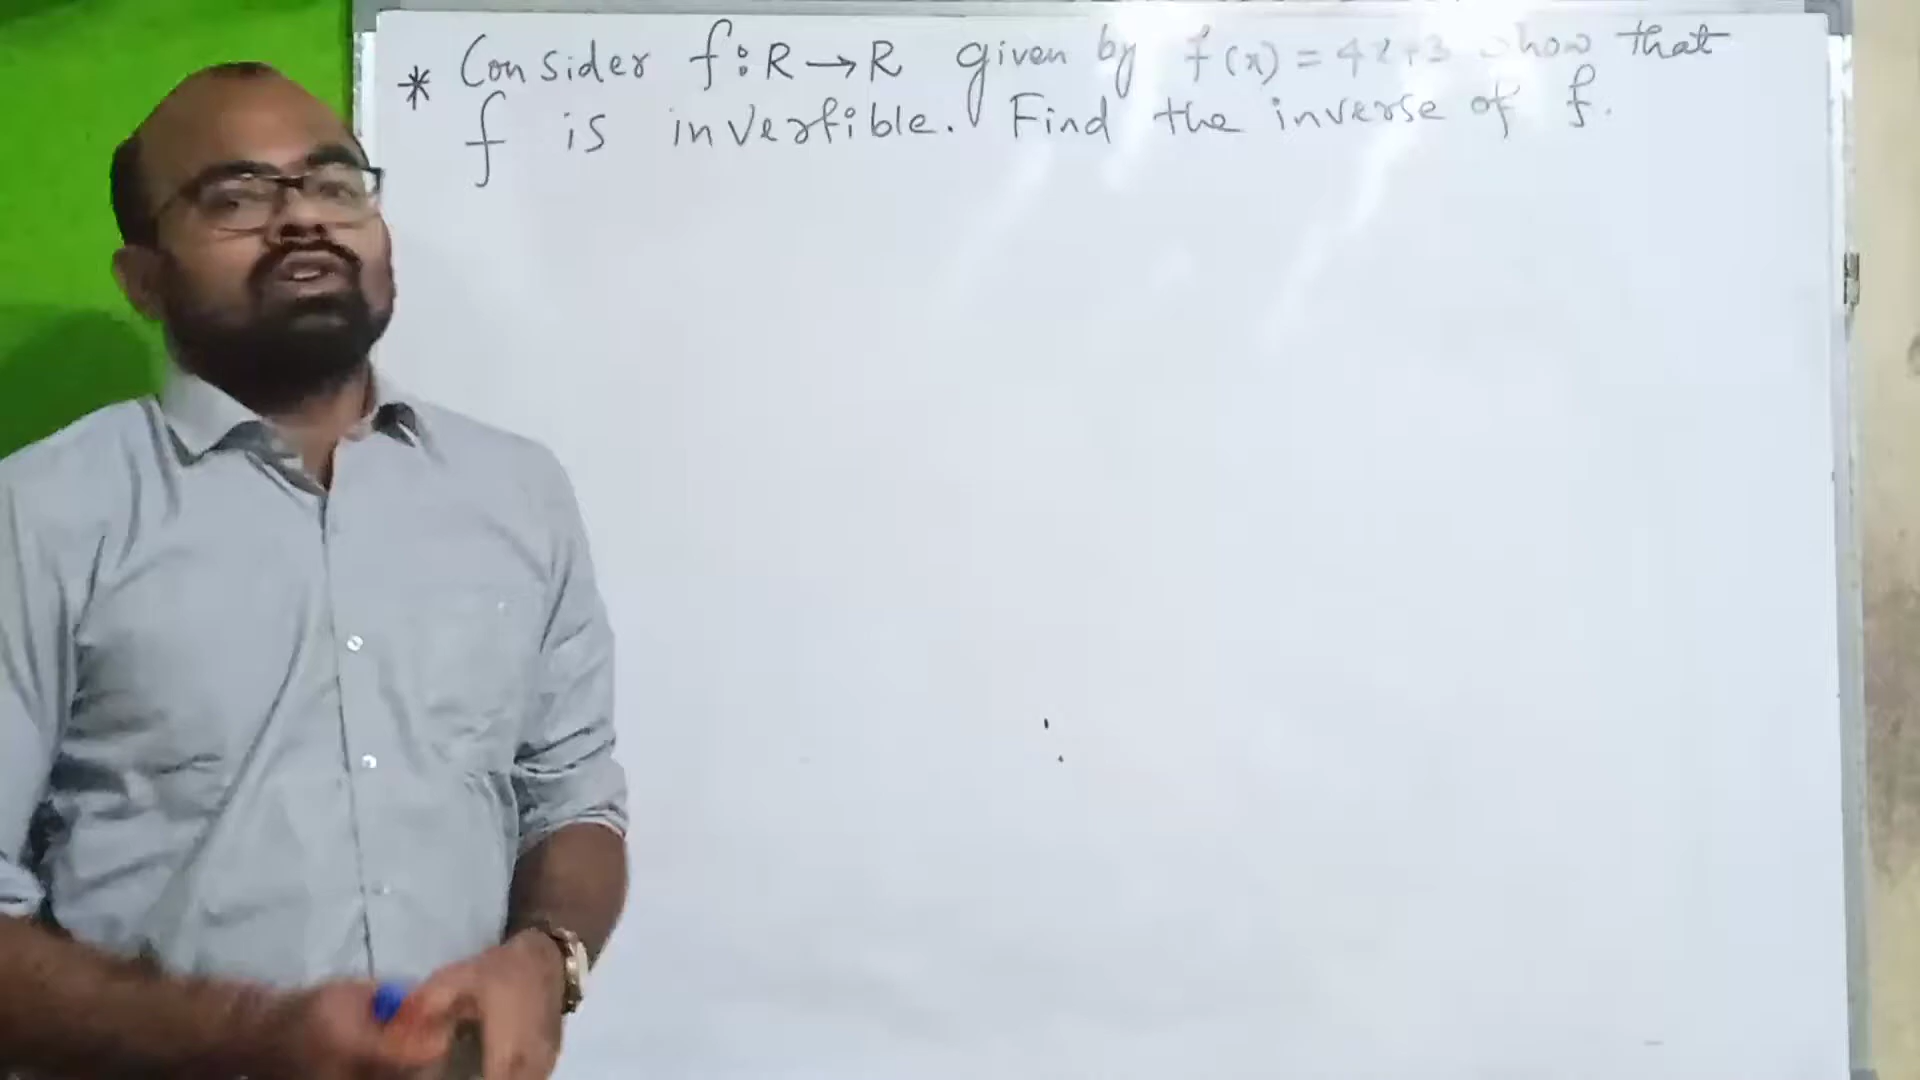 * Consider f:R→R given by f(x) = 4x+3 show that
f is invertible. Find the inverse of f.